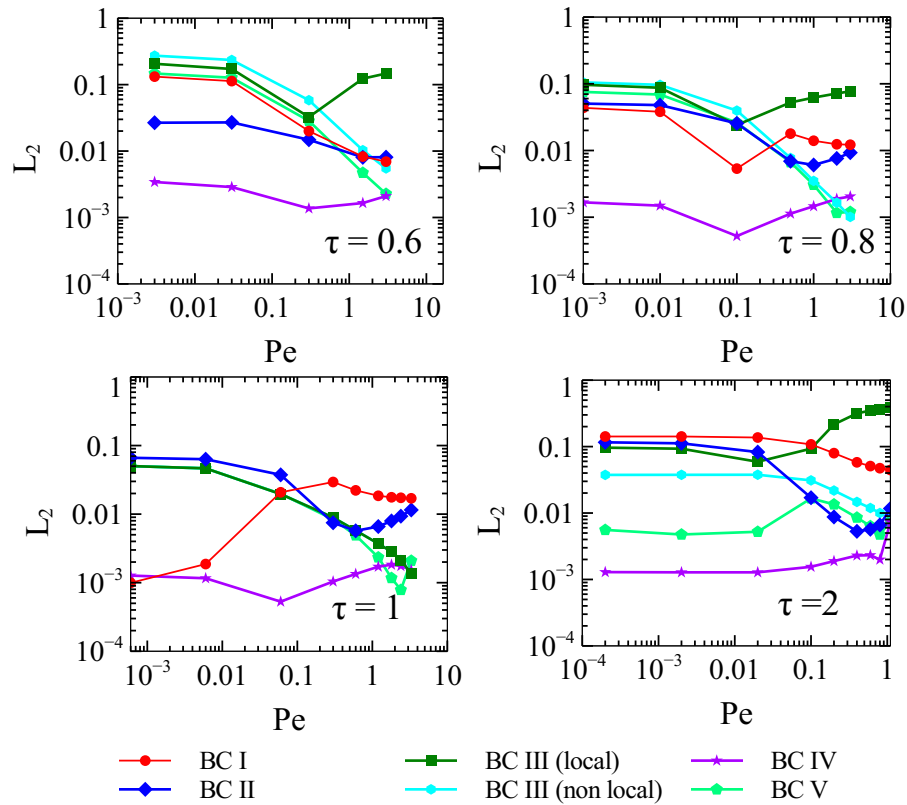 1
0.1
0.01
10⁻³
10⁻⁴
L₂
10⁻³ 0.01 0.1 1 10
Pe
τ = 0.6
1
0.1
0.01
10⁻³
10⁻⁴
L₂
10⁻³ 0.01 0.1 1 10
Pe
τ = 0.8
1
0.1
0.01
10⁻³
10⁻⁴
L₂
10⁻³ 0.01 0.1 1 10
Pe
τ = 1
1
0.1
0.01
10⁻³
10⁻⁴
L₂
10⁻⁴ 10⁻³ 0.01 0.1 1
Pe
τ =2
BC I
BC II
BC III (local)
BC III (non local)
BC IV
BC V